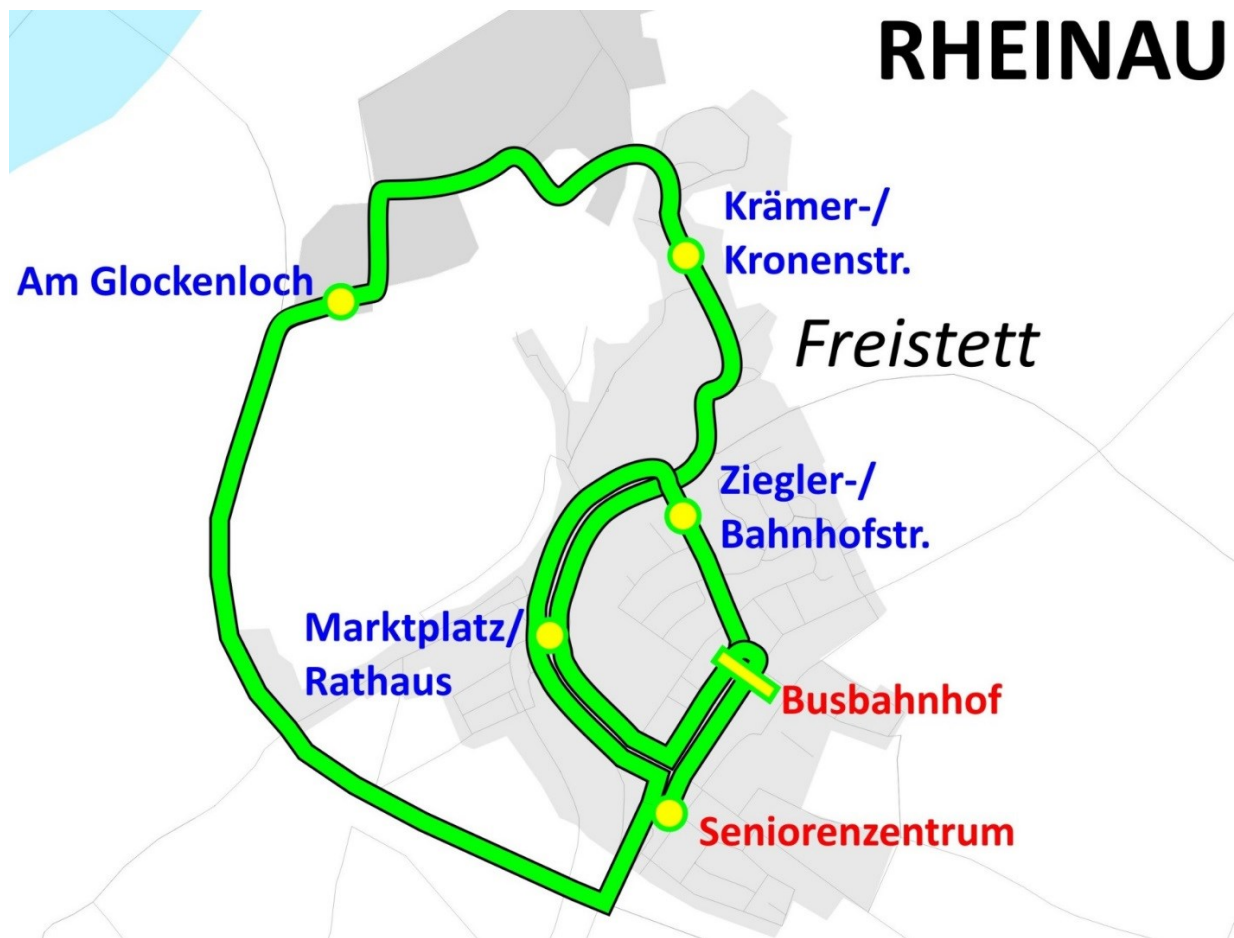 RHEINAU
Krämer-/
Kronenstr.
Am Glockenloch
Freistett
Ziegler-/
Bahnhofstr.
Marktplatz/
Rathaus
Busbahnhof
Seniorenzentrum